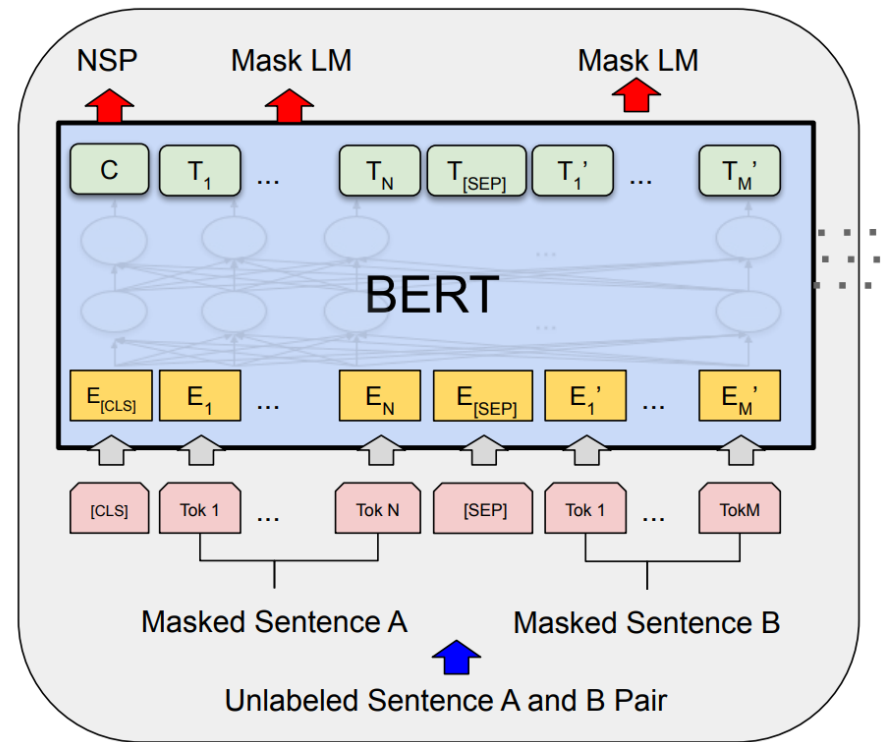 NSP Mask LM Mask LM
C T1 ... TN T[SEP] T1' ... TM'
...
BERT
...
E[CLS] E1 ... EN E[SEP] E1' ... EM'
[CLS] Tok 1 ... Tok N [SEP] Tok 1 ... TokM
Masked Sentence A Masked Sentence B
Unlabeled Sentence A and B Pair